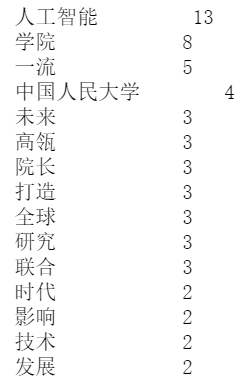 人工智能 13
学院 8
一流 5
中国人民大学 4
未来 3
高瓴 3
院长 3
打造 3
全球 3
研究 3
联合 3
时代 2
影响 2
技术 2
发展 2